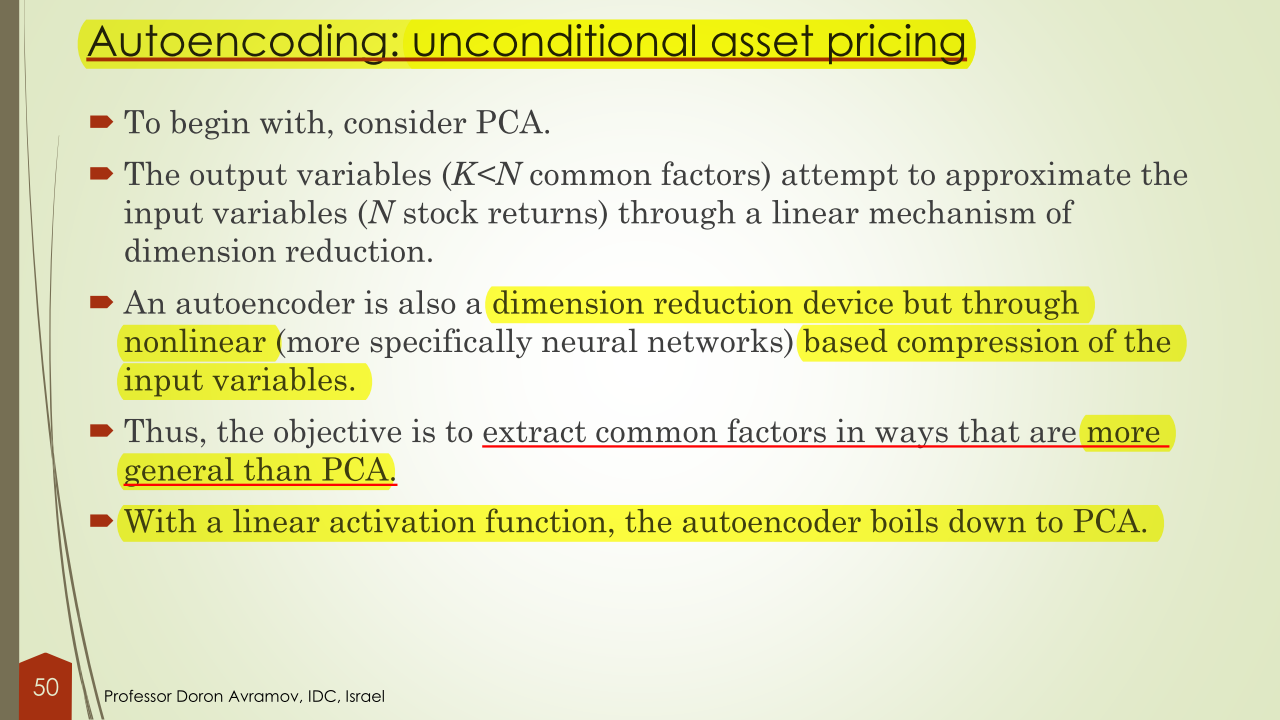 Autoencoding: unconditional asset pricing
To begin with, consider PCA.
The output variables (K<N common factors) attempt to approximate the
input variables (N stock returns) through a linear mechanism of
dimension reduction.
An autoencoder is also a dimension reduction device but through
nonlinear (more specifically neural networks) based compression of the
input variables.
Thus, the objective is to extract common factors in ways that are more
general than PCA.
With a linear activation function, the autoencoder boils down to PCA.
50
Professor Doron Avramov, IDC, Israel